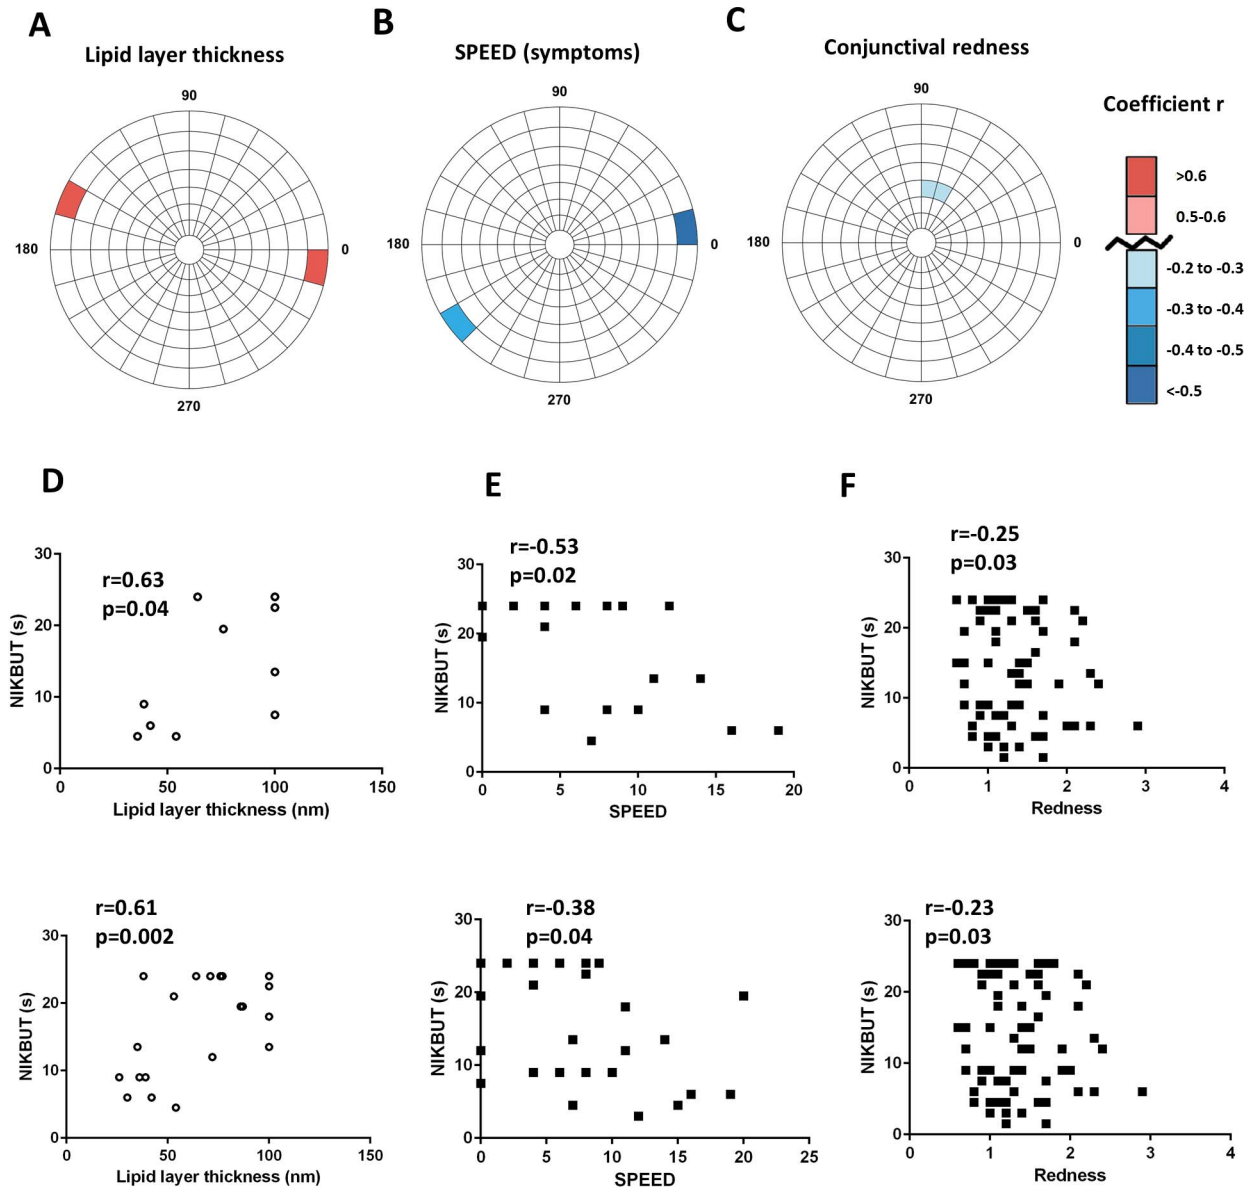 A
Lipid layer thickness
90
180
0
270
B
SPEED (symptoms)
90
180
0
270
C
Conjunctival redness
90
180
0
270
Coefficient r
>0.6
0.5-0.6
-0.2 to -0.3
-0.3 to -0.4
-0.4 to -0.5
<-0.5
D
r=0.63
p=0.04
NIKBUT (s)
30
20
10
0
0
50
100
150
Lipid layer thickness (nm)
E
r=-0.53
p=0.02
NIKBUT (s)
30
20
10
0
0
5
10
15
20
SPEED
F
r=-0.25
p=0.03
NIKBUT (s)
30
20
10
0
0
1
2
3
4
Redness
r=0.61
p=0.002
NIKBUT (s)
30
20
10
0
0
50
100
150
Lipid layer thickness (nm)
r=-0.38
p=0.04
NIKBUT (s)
30
20
10
0
0
5
10
15
20
25
SPEED
r=-0.23
p=0.03
NIKBUT (s)
30
20
10
0
0
1
2
3
4
Redness